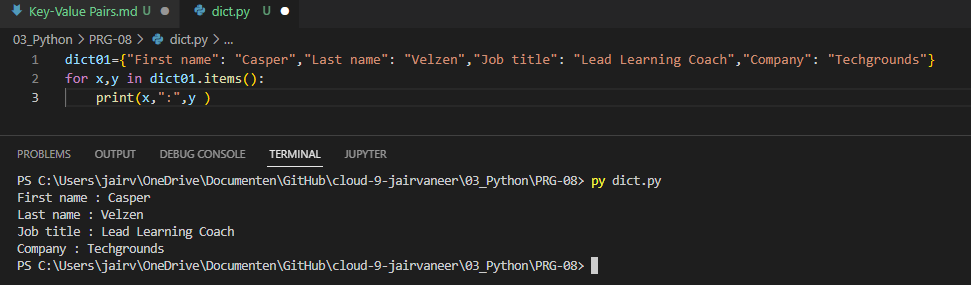 Key-Value Pairs.md U dict.py U
03_Python > PRG-08 > dict.py > ...
1 dict01={"First name": "Casper","Last name": "Velzen","Job title": "Lead Learning Coach","Company": "Techgrounds"}
2 for x,y in dict01.items():
3 print(x,":",y )
PROBLEMS OUTPUT DEBUG CONSOLE TERMINAL JUPYTER
PS C:\Users\jairv\OneDrive\Documenten\GitHub\cloud-9-jairvaneer\03_Python\PRG-08> py dict.py
First name : Casper
Last name : Velzen
Job title : Lead Learning Coach
Company : Techgrounds
PS C:\Users\jairv\OneDrive\Documenten\GitHub\cloud-9-jairvaneer\03_Python\PRG-08>